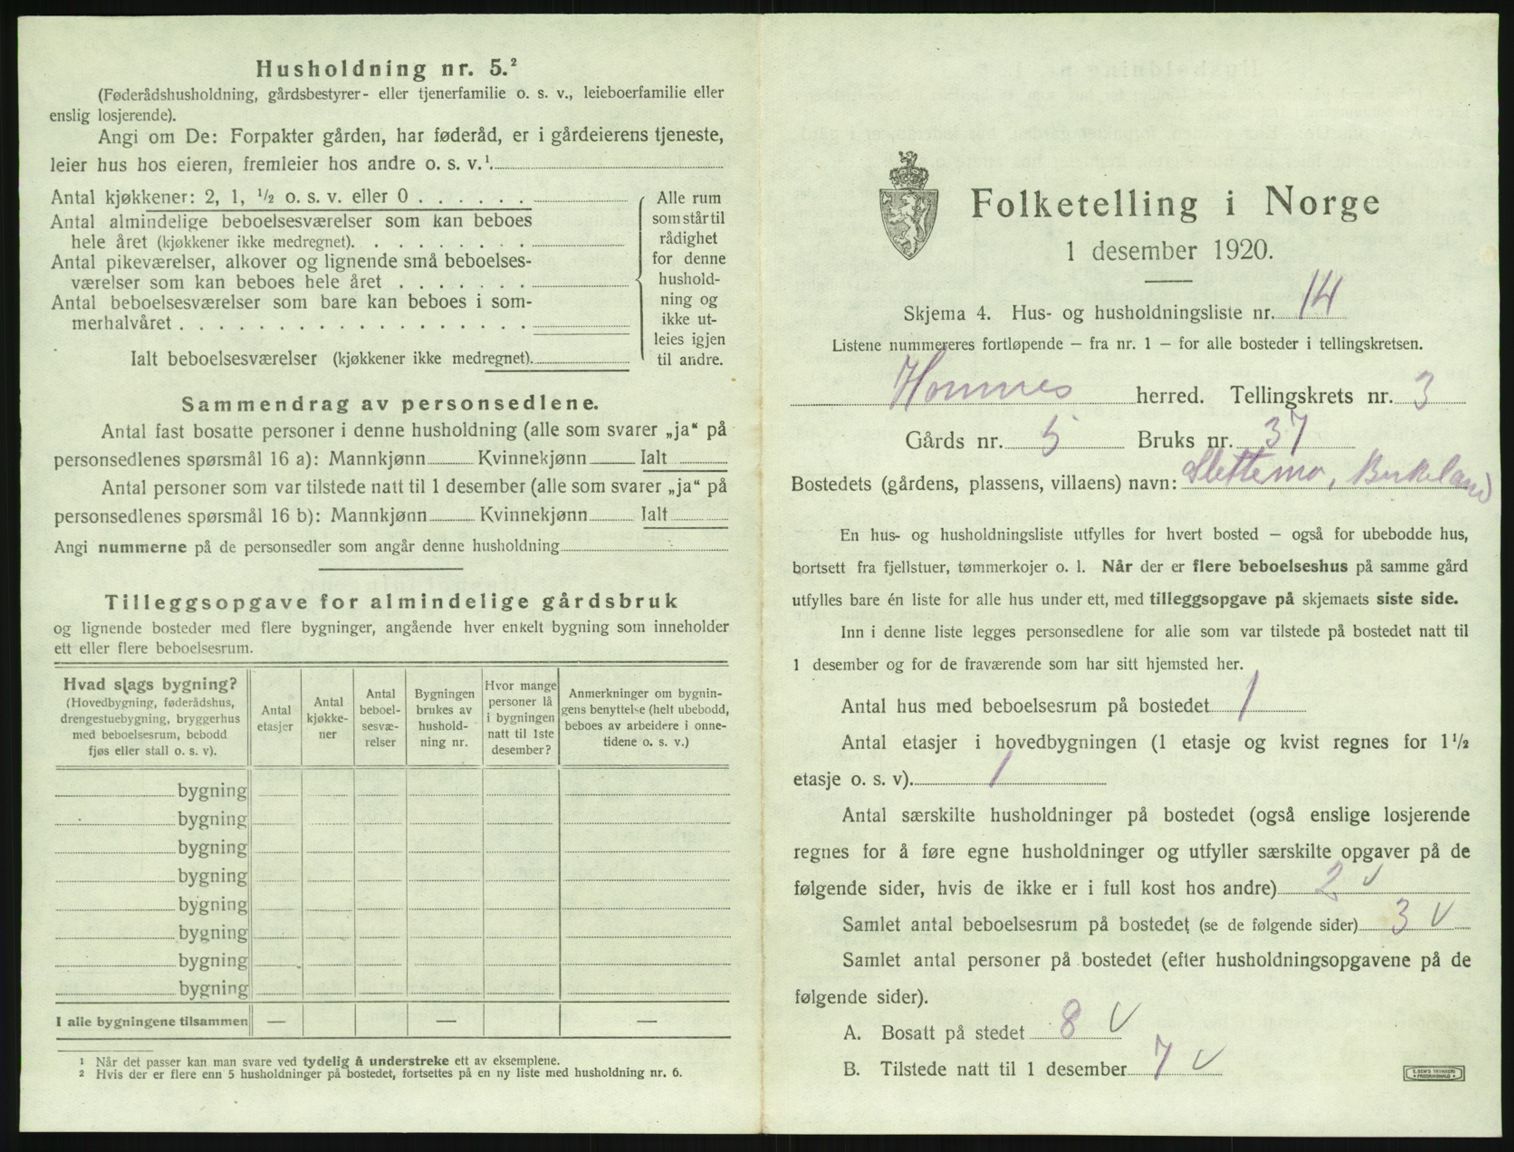 Husholdning nr. 5.²
(Føderådshusholdning, gårdsbestyrer- eller tjenerfamilie o. s. v., leieboerfamilie eller
enslig losjerende).
Angi om De: Forpakter gården, har føderåd, er i gårdeierens tjeneste,
leier hus hos eieren, fremleier hos andre o. s. v.¹.
Antal kjøkkener: 2, 1, ½ o. s. v. eller 0 . . . . . .
Antal almindelige beboelsesværelser som kan beboes
hele året (kjøkkener ikke medregnet). . . . . . . . .
Antal pikeværelser, alkover og lignende små beboelses-
værelser som kan beboes hele året . . . . . . .
Antal beboelsesværelser som bare kan beboes i som-
merhalvåret . . . . . . . . . . . . . . . . . .
Ialt beboelsesværelser (kjøkkener ikke medregnet).
Alle rum
som står til
rådighet
for denne
hushold-
ning og
ikke ut-
leies igjen
til andre.
Sammendrag av personsedlene.
Antal fast bosatte personer i denne husholdning (alle som svarer „ja“ på
personsedlenes spørsmål 16 a): Mannkjønn Kvinnekjønn Ialt
Antal personer som var tilstede natt til 1 desember (alle som svarer „ja“ på
personsedlenes spørsmål 16 b): Mannkjønn Kvinnekjønn Ialt
Angi nummerne på de personsedler som angår denne husholdning
Tilleggsopgave for almindelige gårdsbruk
og lignende bosteder med flere bygninger, angående hver enkelt bygning som inneholder
ett eller flere beboelsesrum.
Hvad slags bygning?
(Hovedbygning, føderådshus,
drengestuebygning, bryggerhus
med beboelsesrum, bebodd
fjøs eller stall o. s. v).
Antal
etasjer
Antal
kjøkke-
ner
Antal
beboel-
sesvæ-
relser
Bygningen
brukes av
hushold-
ning nr.
Hvor mange
personer lå
i bygningen
natt til 1ste
desember?
Anmerkninger om bygnin-
gens benyttelse (helt ubebodd,
beboes av arbeidere i onne-
tidene o. s. v.)
bygning
bygning
bygning
bygning
bygning
bygning
bygning
bygning
I alle bygningene tilsammen — — —
¹ Når det passer kan man svare ved tydelig å understreke ett av eksemplene.
² Hvis der er flere enn 5 husholdninger på bostedet, fortsettes på en ny liste med husholdning nr. 6.
Folketelling i Norge
1 desember 1920.
Skjema 4. Hus- og husholdningsliste nr. 14
Listene nummereres fortløpende — fra nr. 1 — for alle bosteder i tellingskretsen.
Hommes herred. Tellingskrets nr. 3
Gårds nr. 5 Bruks nr. 37
Bostedets (gårdens, plassens, villaens) navn: Slettemo, Birkeland
En hus- og husholdningsliste utfylles for hvert bosted — også for ubebodde hus,
bortsett fra fjellstuer, tømmerkojer o. l. Når der er flere beboelseshus på samme gård
utfylles bare én liste for alle hus under ett, med tilleggsopgave på skjemaets siste side.
Inn i denne liste legges personsedlene for alle som var tilstede på bostedet natt til
1 desember og for de fraværende som har sitt hjemsted her.
Antal hus med beboelsesrum på bostedet 1
Antal etasjer i hovedbygningen (1 etasje og kvist regnes for 1½
etasje o. s. v). 1
Antal særskilte husholdninger på bostedet (også enslige losjerende
regnes for å føre egne husholdninger og utfyller særskilte opgaver på de
følgende sider, hvis de ikke er i full kost hos andre) 2 v
Samlet antal beboelsesrum på bostedet (se de følgende sider) 3 v
Samlet antal personer på bostedet (efter husholdningsopgavene på de
følgende sider).
A. Bosatt på stedet 8 v
B. Tilstede natt til 1 desember 7 v